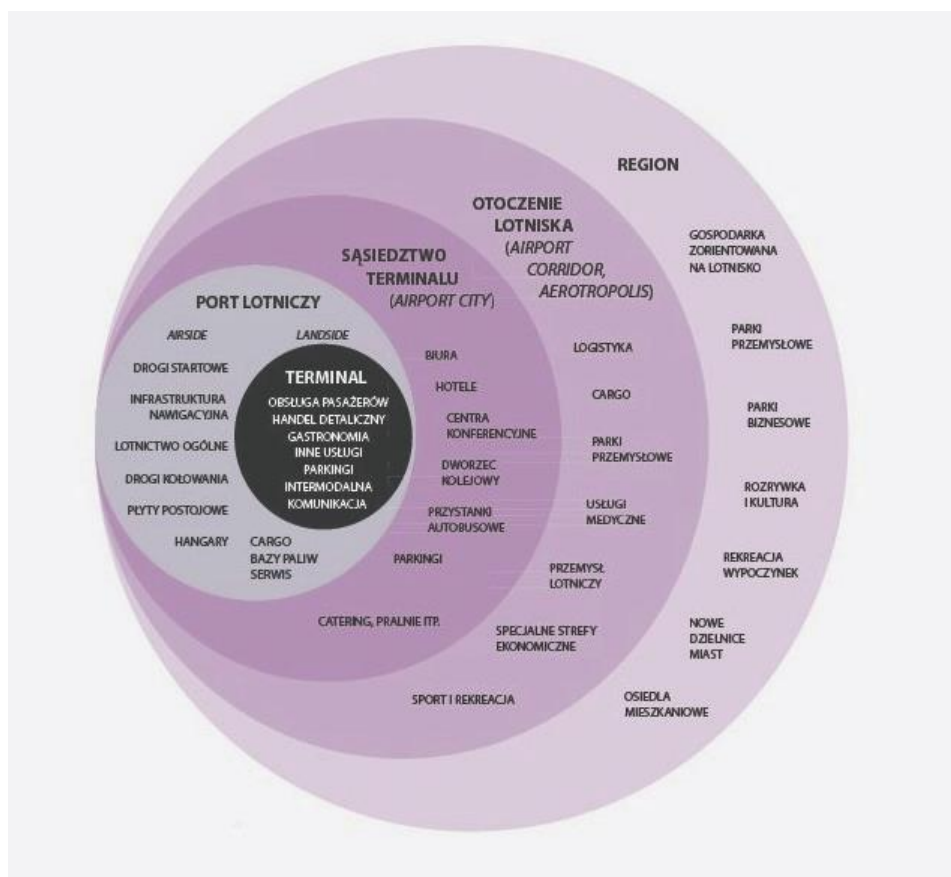 REGION
GOSPODARKA
ZORIENTOWANA
NA LOTNISKO
PARKI
PRZEMYSŁOWE
PARKI
BIZNESOWE
ROZRYWKA
I KULTURA
REKREACJA
WYPOCZYNEK
NOWE
DZIELNICE
MIAST
OSIEDLA
MIESZKANIOWE
OTOCZENIE
LOTNISKA
(AIRPORT
CORRIDOR,
AEROTROPOLIS)
LOGISTYKA
CARGO
PARKI
PRZEMYSŁOWE
USŁUGI
MEDYCZNE
PRZEMYSŁ
LOTNICZY
SPECJALNE STREFY
EKONOMICZNE
SPORT I REKREACJA
SĄSIEDZTWO
TERMINALU
(AIRPORT CITY)
BIURA
HOTELE
CENTRA
KONFERENCYJNE
DWORZEC
KOLEJOWY
PRZYSTANKI
AUTOBUSOWE
PARKINGI
CATERING, PRALNIE ITP.
PORT LOTNICZY
AIRSIDE
DROGI STARTOWE
INFRASTRUKTURA
NAWIGACYJNA
LOTNICTWO OGÓLNE
DROGI KOŁOWANIA
PŁYTY POSTOJOWE
HANGARY
LANDSIDE
CARGO
BAZY PALIW
SERWIS
TERMINAL
OBSŁUGA PASAŻERÓW
HANDEL DETALICZNY
GASTRONOMIA
INNE USŁUGI
PARKINGI
INTERMODALNA
KOMUNIKACJA